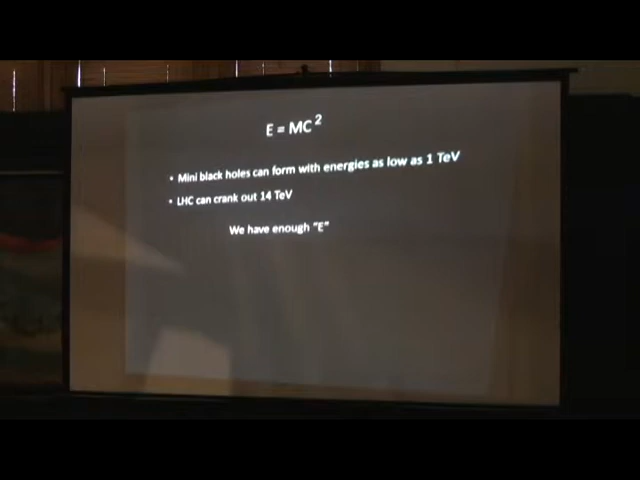 E = MC²
• Mini black holes can form with energies as low as 1 TeV
• LHC can crank out 14 TeV
We have enough "E"